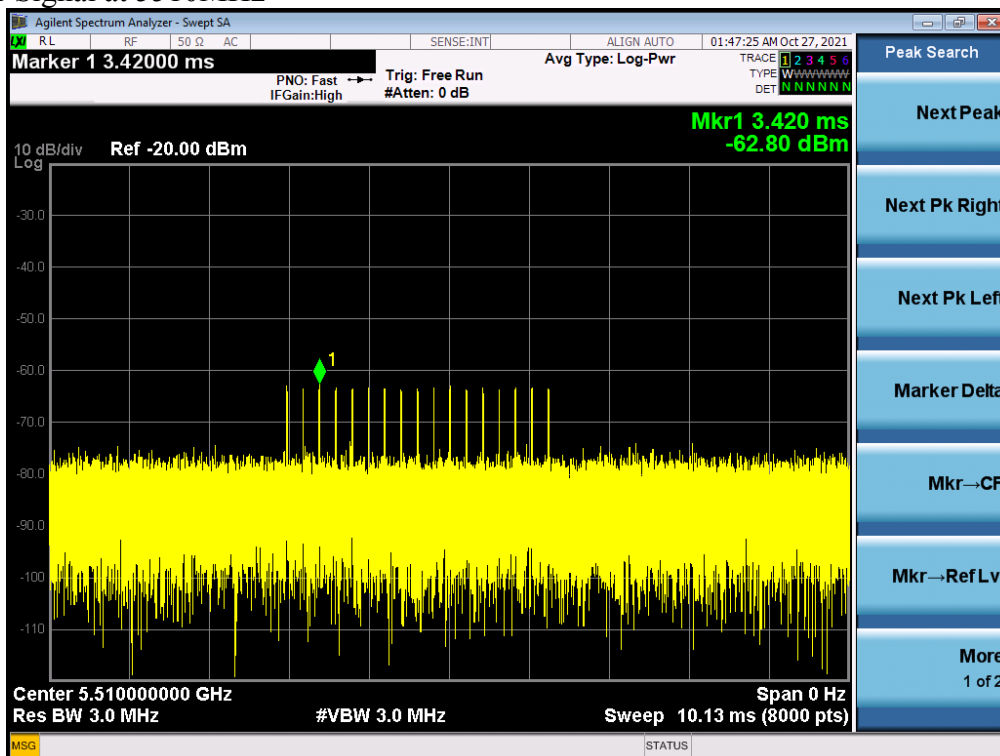 Signal at 5510MHz
Agilent Spectrum Analyzer - Swept SA
LXI RL RF 50 Ω AC SENSE:INT ALIGN AUTO 01:47:25 AM Oct 27, 2021
Marker 1 3.42000 ms
PNO: Fast
IFGain:High
Trig: Free Run
#Atten: 0 dB
Avg Type: Log-Pwr
TRACE 1 2 3 4 5 6
TYPE WWWWWW
DET N N N N N N
Mkr1 3.420 ms
-62.80 dBm
10 dB/div Ref -20.00 dBm
Log
-30.0
-40.0
-50.0
-60.0
-70.0
-80.0
-90.0
-100
-110
1
Center 5.510000000 GHz
Span 0 Hz
Res BW 3.0 MHz
#VBW 3.0 MHz
Sweep 10.13 ms (8000 pts)
MSG
STATUS
Peak Search
Next Peak
Next Pk Right
Next Pk Left
Marker Delta
Mkr→CF
Mkr→Ref Lv
More
1 of 2